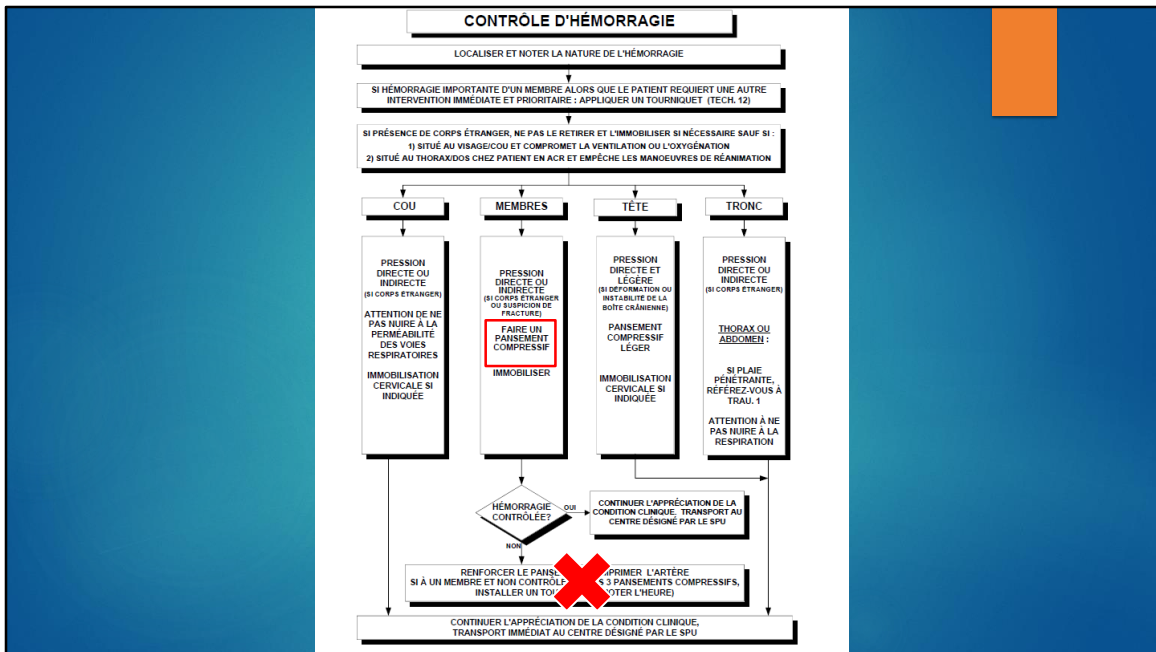 CONTRÔLE D'HÉMORRAGIE
LOCALISER ET NOTER LA NATURE DE L'HÉMORRAGIE
SI HÉMORRAGIE IMPORTANTE D'UN MEMBRE ALORS QUE LE PATIENT REQUIERT UNE AUTRE
INTERVENTION IMMÉDIATE ET PRIORITAIRE : APPLIQUER UN TOURNIQUET (TECH. 12)
SI PRÉSENCE DE CORPS ÉTRANGER, NE PAS LE RETIRER ET L'IMMOBILISER SI NÉCESSAIRE SAUF SI :
1) SITUÉ AU VISAGE/COU ET COMPROMET LA VENTILATION OU L'OXYGÉNATION
2) SITUÉ AU THORAX/DOS CHEZ PATIENT EN ACR ET EMPÊCHE LES MANOEUVRES DE RÉANIMATION
COU
PRESSION
DIRECTE OU
INDIRECTE
(SI CORPS ÉTRANGER)
ATTENTION DE NE
PAS NUIRE À LA
PERMÉABILITÉ
DES VOIES
RESPIRATOIRES
IMMOBILISATION
CERVICALE SI
INDIQUÉE
MEMBRES
PRESSION
DIRECTE OU
INDIRECTE
(SI CORPS ÉTRANGER
OU SUSPICION DE
FRACTURE)
FAIRE UN
PANSEMENT
COMPRESSIF
IMMOBILISER
TÊTE
PRESSION
DIRECTE ET
LÉGÈRE
(SI DÉFORMATION OU
INSTABILITÉ DE LA
BOÎTE CRÂNIENNE)
PANSEMENT
COMPRESSIF
LÉGER
IMMOBILISATION
CERVICALE SI
INDIQUÉE
TRONC
PRESSION
DIRECTE OU
INDIRECTE
(SI CORPS ÉTRANGER)
THORAX OU
ABDOMEN :
SI PLAIE
PÉNÉTRANTE,
RÉFÉREZ-VOUS À
TRAU. 1
ATTENTION À NE
PAS NUIRE À LA
RESPIRATION
HÉMORRAGIE
CONTRÔLÉE?
OUI
CONTINUER L'APPRÉCIATION DE LA
CONDITION CLINIQUE. TRANSPORT AU
CENTRE DÉSIGNÉ PAR LE SPU
NON
RENFORCER LE L'ARTÈRE
SI À UN MEMBRE ET NON 3 PANSEMENTS COMPRESSIFS,
INSTALLER UN L'HEURE)
CONTINUER L'APPRÉCIATION DE LA CONDITION CLINIQUE,
TRANSPORT IMMÉDIAT AU CENTRE DÉSIGNÉ PAR LE SPU